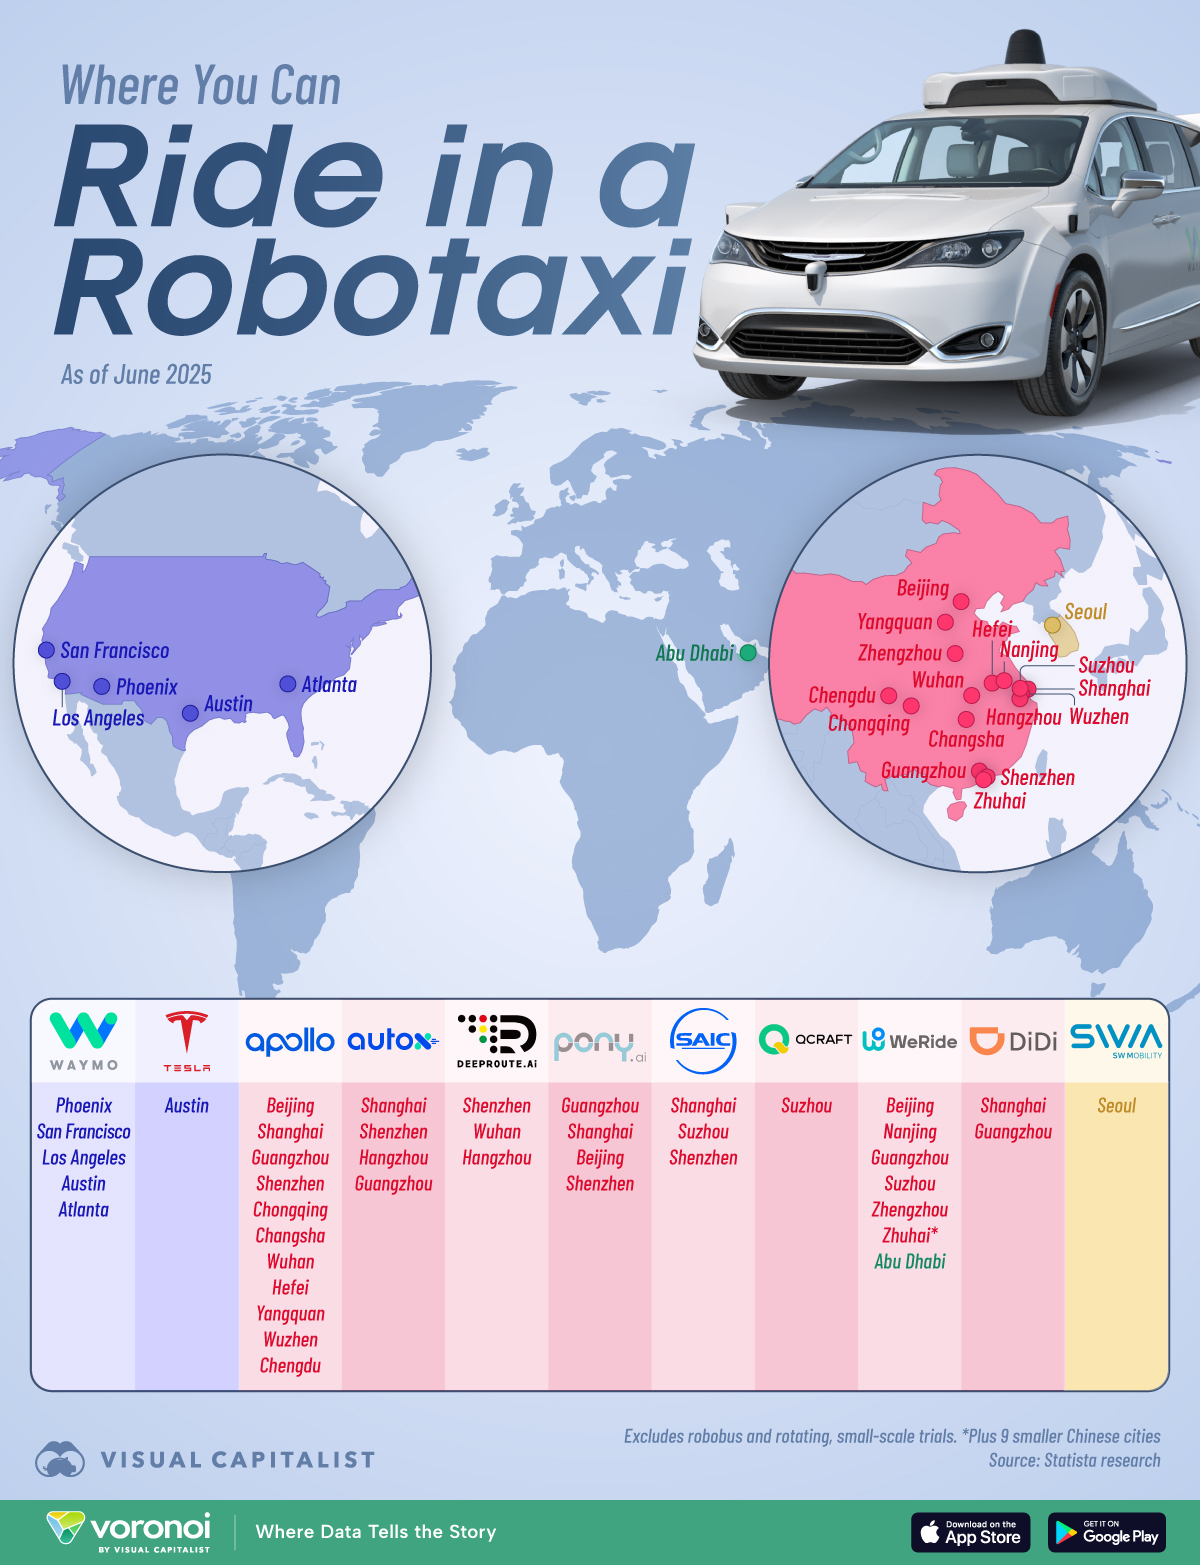 Where You Can
Ride in a
Robotaxi
As of June 2025
San Francisco
Phoenix
Los Angeles
Austin
Atlanta
Abu Dhabi
Beijing
Yangquan
Zhengzhou
Hefei
Nanjing
Seoul
Suzhou
Shanghai
Wuhan
Chengdu
Chongqing
Hangzhou
Wuzhen
Changsha
Guangzhou
Shenzhen
Zhuhai
WAYMO
Phoenix
San Francisco
Los Angeles
Austin
Atlanta
TESLA
Austin
apollo
Beijing
Shanghai
Guangzhou
Shenzhen
Chongqing
Changsha
Wuhan
Hefei
Yangquan
Wuzhen
Chengdu
autox
Shanghai
Shenzhen
Hangzhou
Guangzhou
DEEPROUTE.Ai
Shenzhen
Wuhan
Hangzhou
pony.ai
Guangzhou
Shanghai
Beijing
Shenzhen
SAIC
Shanghai
Suzhou
Shenzhen
QCRAFT
Suzhou
WeRide
Beijing
Nanjing
Guangzhou
Suzhou
Zhengzhou
Zhuhai*
Abu Dhabi
DiDi
Shanghai
Guangzhou
SWM
SW MOBILITY
Seoul
VISUAL CAPITALIST
Excludes robobus and rotating, small-scale trials. *Plus 9 smaller Chinese cities
Source: Statista research
voronoi
BY VISUAL CAPITALIST
Where Data Tells the Story
Download on the
App Store
GET IT ON
Google Play